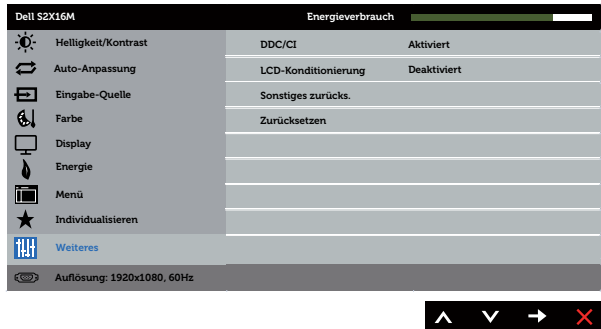 Dell S2X16M Energieverbrauch
Helligkeit/Kontrast DDC/CI Aktiviert
Auto-Anpassung LCD-Konditionierung Deaktiviert
Eingabe-Quelle Sonstiges zurücks.
Farbe Zurücksetzen
Display
Energie
Menü
Individualisieren
Weiteres
Auflösung: 1920x1080, 60Hz